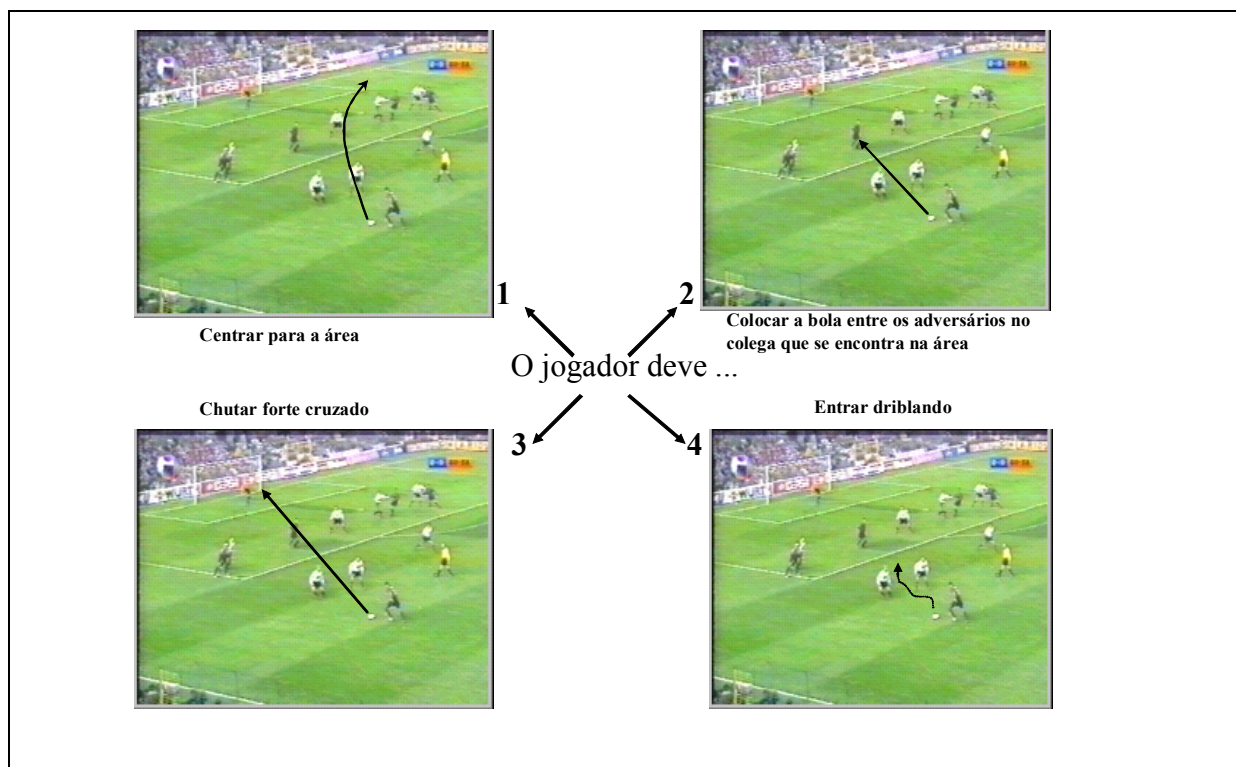 1
2
Centrar para a área
Colocar a bola entre os adversários no
colega que se encontra na área
O jogador deve ...
Chutar forte cruzado
Entrar driblando
3
4